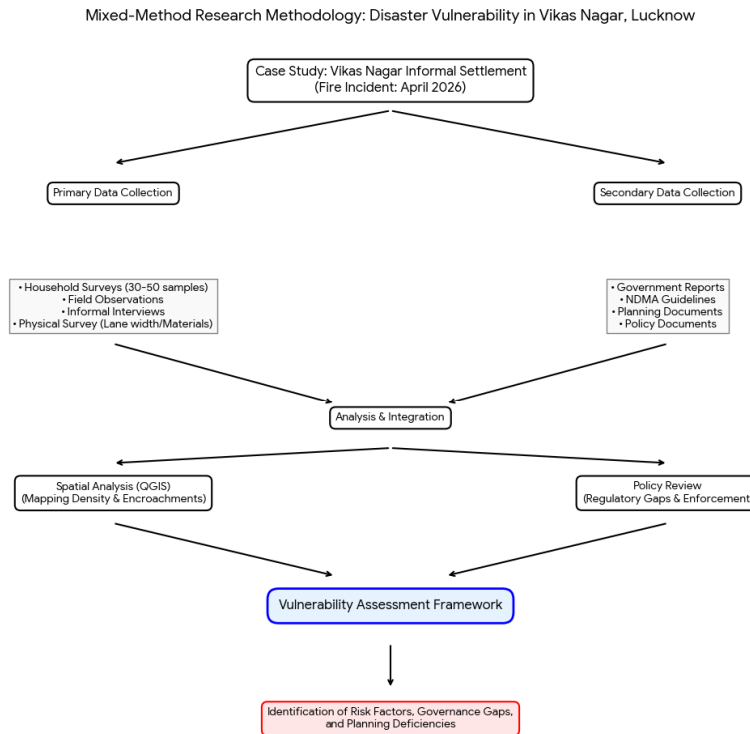 Mixed-Method Research Methodology: Disaster Vulnerability in Vikas Nagar, Lucknow
Case Study: Vikas Nagar Informal Settlement
(Fire Incident: April 2026)
Primary Data Collection
Secondary Data Collection
• Household Surveys (30-50 samples)
• Field Observations
• Informal Interviews
• Physical Survey (Lane width/Materials)
• Government Reports
• NDMA Guidelines
• Planning Documents
• Policy Documents
Analysis & Integration
Spatial Analysis (QGIS)
(Mapping Density & Encroachments)
Policy Review
(Regulatory Gaps & Enforcement
Vulnerability Assessment Framework
Identification of Risk Factors, Governance Gaps,
and Planning Deficiencies